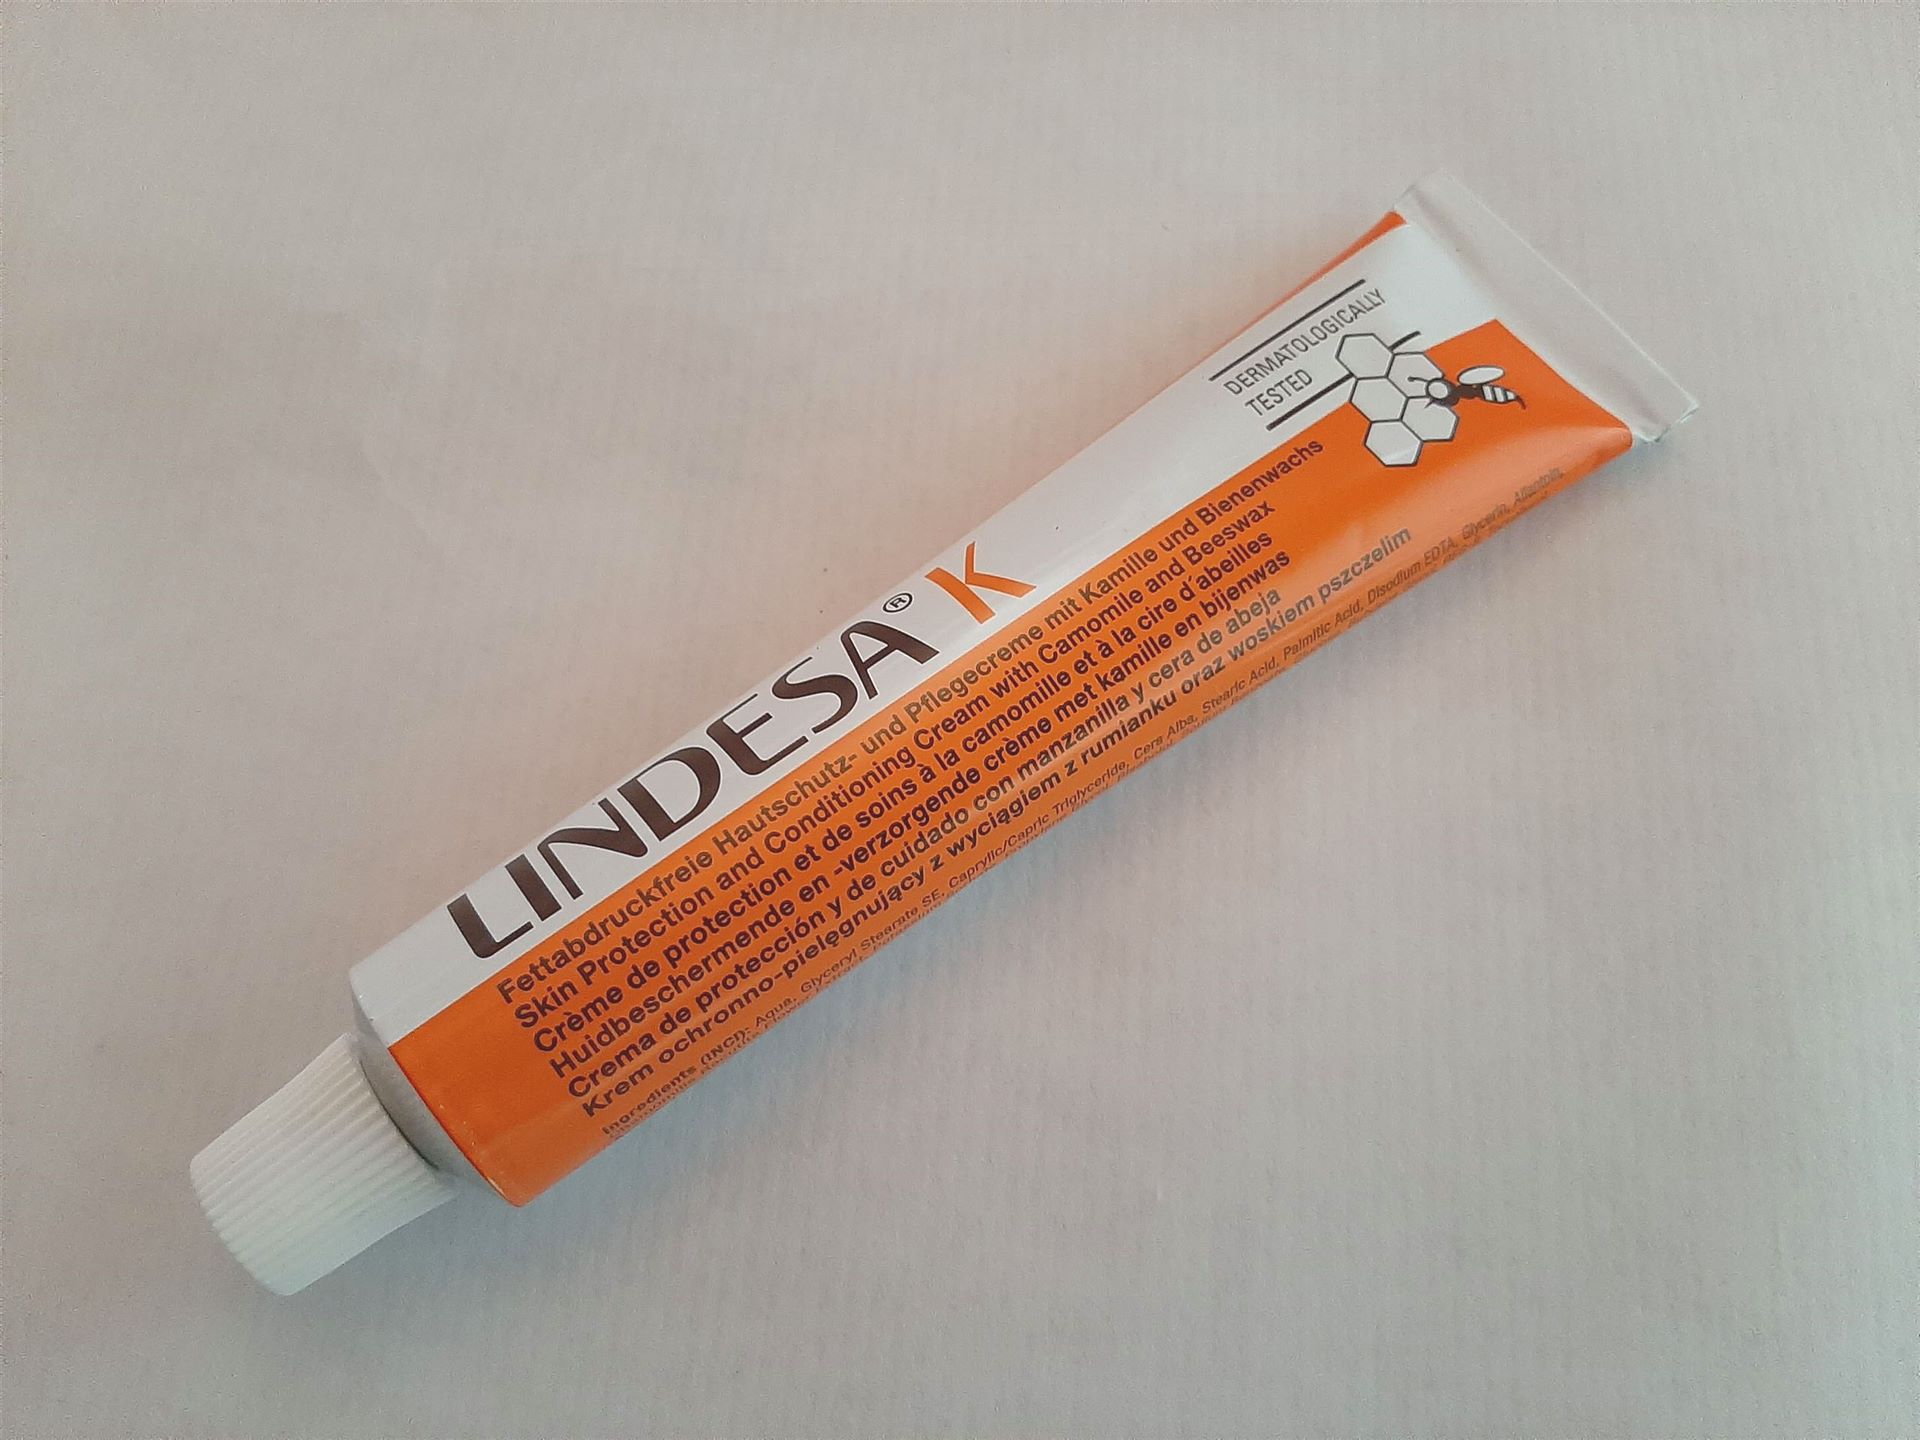 LINDESA® K
DERMATOLOGICALLY
TESTED
Fettabdruckfreie Hautschutz- und Pflegecreme mit Kamille und Bienenwachs
Skin Protection and Conditioning Cream with Camomile and Beeswax
Crème de protection et de soins à la camomille et à la cire d'abeilles
Huidbeschermende en -verzorgende crème met kamille en bijenwas
Crema de protección y de cuidado con manzanilla y cera de abeja
Krem ochronno-pielęgnujący z wyciągiem z rumianku oraz woskiem pszczelim
Ingredients (INCI): Aqua, Glyceryl Stearate SE, Caprylic/Capric Triglyceride, Cera Alba, Stearic Acid, Palmitic Acid, Disodium EDTA, Glycerin, Allantoin,